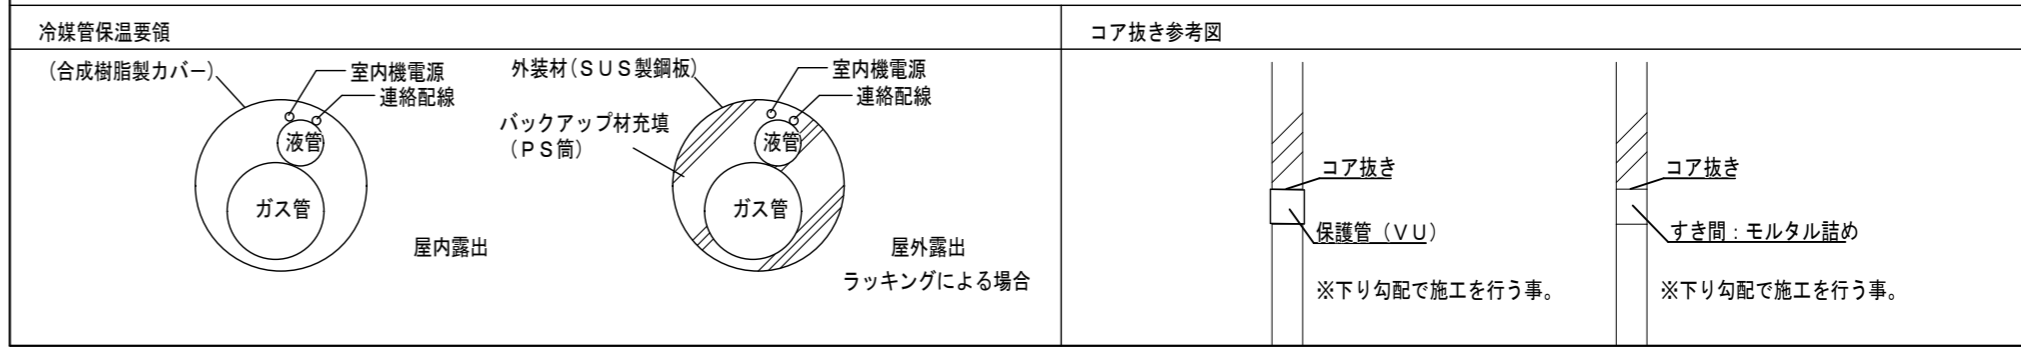 冷媒管保温要領
(合成樹脂製カバー)
室内機電源
連絡配線
液管
ガス管
屋内露出
外装材(ＳＵＳ製鋼板)
バックアップ材充填
（ＰＳ筒）
室内機電源
連絡配線
液管
ガス管
屋外露出
ラッキングによる場合
コア抜き参考図
コア抜き
保護管（ＶＵ）
※下り勾配で施工を行う事。
コア抜き
すき間：モルタル詰め
※下り勾配で施工を行う事。